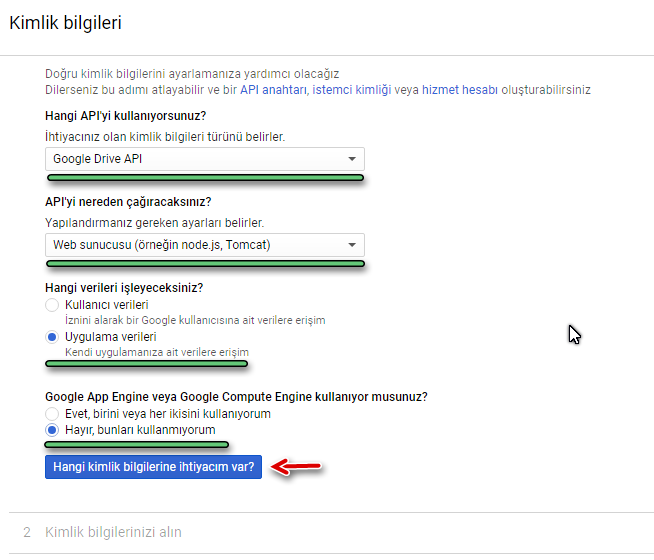 Kimlik bilgileri
Doğru kimlik bilgilerini ayarlamanıza yardımcı olacağız
Dilerseniz bu adımı atlayabilir ve bir API anahtarı, istemci kimliği veya hizmet hesabı oluşturabilirsiniz
Hangi API'yi kullanıyorsunuz?
İhtiyacınız olan kimlik bilgileri türünü belirler.
Google Drive API
API'yi nereden çağıracaksınız?
Yapılandırmanız gereken ayarları belirler.
Web sunucusu (örneğin node.js, Tomcat)
Hangi verileri işleyeceksiniz?
Kullanıcı verileri
İznini alarak bir Google kullanıcısına ait verilere erişim
Uygulama verileri
Kendi uygulamanıza ait verilere erişim
Google App Engine veya Google Compute Engine kullanıyor musunuz?
Evet, birini veya her ikisini kullanıyorum
Hayır, bunları kullanmıyorum
Hangi kimlik bilgilerine ihtiyacım var?
2 Kimlik bilgilerinizi alın